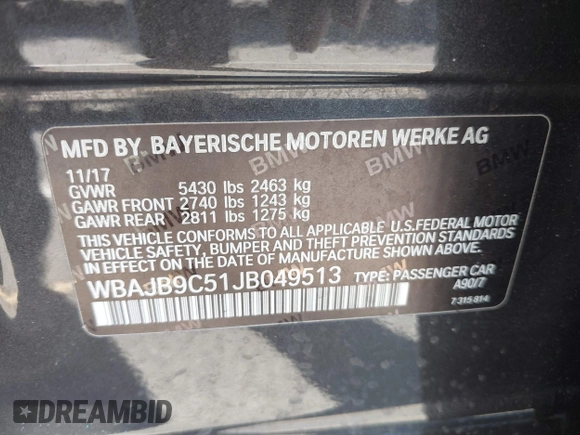 MFD BY. BAYERISCHE MOTOREN WERKE AG
11/17
GVWR 5430 lbs 2463 kg
GAWR FRONT 2740 lbs 1243 kg
GAWR REAR 2811 lbs 1275 kg
THIS VEHICLE CONFORMS TO ALL APPLICABLE U.S.FEDERAL MOTOR
VEHICLE SAFETY, BUMPER AND THEFT PREVENTION STANDARDS
IN EFFECT ON THE DATE OF MANUFACTURE SHOWN ABOVE.
WBAJB9C51JB049513 TYPE: PASSENGER CAR
A90/7
7 315 814
DREAMBID